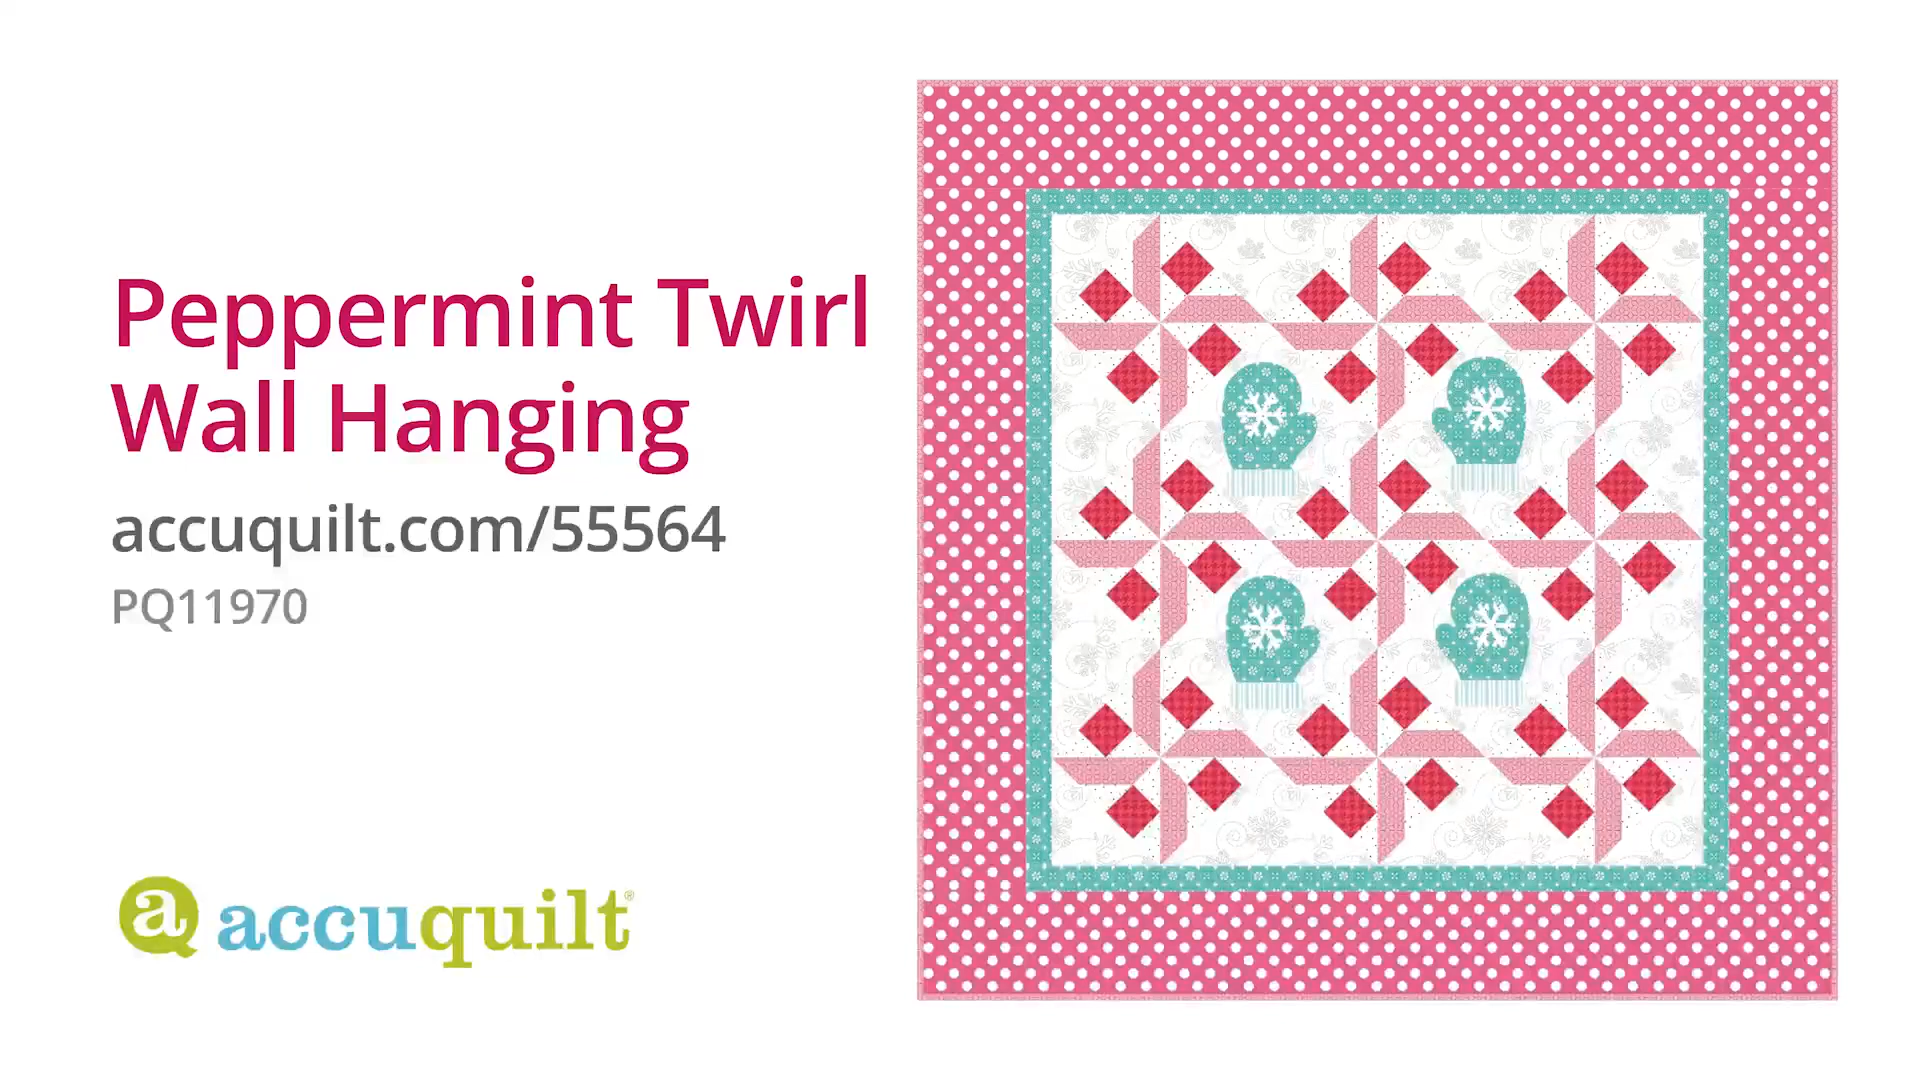 Peppermint Twirl
Wall Hanging
accuquilt.com/55564
PQ11970
a accuquilt®